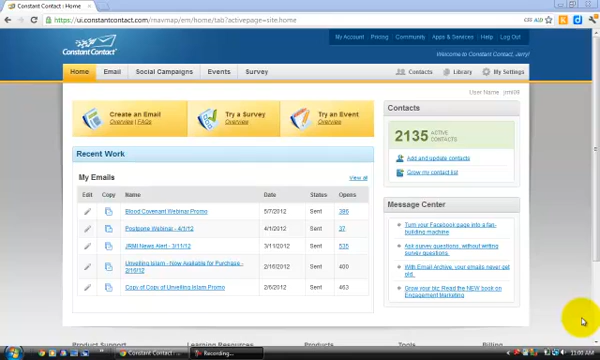 Constant Contact : Home
https://ui.constantcontact.com/rnavmap/em/home/tab?activepage=site.home
Constant Contact
My Account Pricing Community Apps & Services Help Log Out
Welcome to Constant Contact, Jerry!
Home Email Social Campaigns Events Survey Contacts Library My Settings
User Name
Create an Email
Overview | FAQs
Try a Survey
Overview
Try an Event
Overview
Contacts
2135 ACTIVE CONTACTS
Add and update contacts
Grow my contact list
Recent Work
My Emails
View all
Edit Copy Name Date Status Opens
Blood Covenant Webinar Promo 5/7/2012 Sent 386
Postpone Webinar - 4/1/12 4/1/2012 Sent 37
JRMI News Alert - 3/11/12 3/11/2012 Sent 535
Unveiling Islam - Now Available for Purchase -
2/16/12 2/16/2012 Sent 400
Copy of Copy of Unveiling Islam Promo 2/6/2012 Sent 463
Message Center
Turn your Facebook page into a fan-
building machine
Ask survey questions, without writing
survey questions.
With Email Archive, your emails never get
old.
Grow your biz: Read the NEW book on
Engagement Marketing
Product Support Learning Resources Products Tools Billing
Constant Contact :...
Recording...
11:00 AM